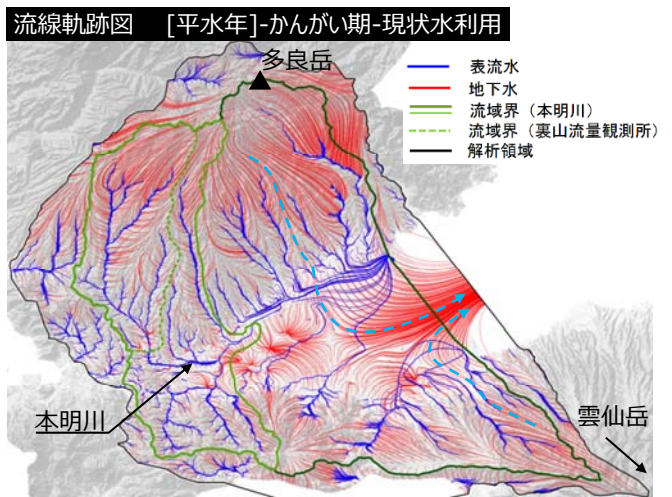 流線軌跡図 [平水年]-かんがい期-現状水利用
多良岳
表流水
地下水
流域界（本明川）
流域界（裏山流量観測所）
解析領域
本明川
雲仙岳